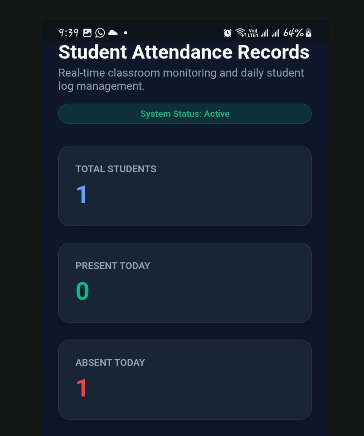 9:39
64%
Student Attendance Records
Real-time classroom monitoring and daily student
log management.
System Status: Active
TOTAL STUDENTS
1
PRESENT TODAY
0
ABSENT TODAY
1